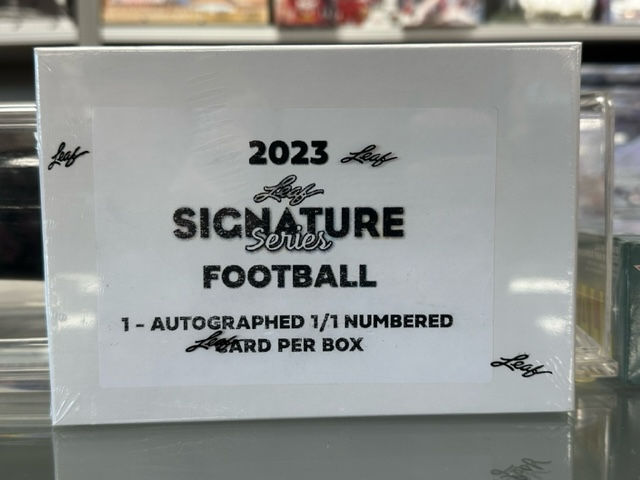 2023 Leaf
Leaf
Leaf
SIGNATURE
Series
FOOTBALL
1 - AUTOGRAPHED 1/1 NUMBERED
Leaf CARD PER BOX
Leaf